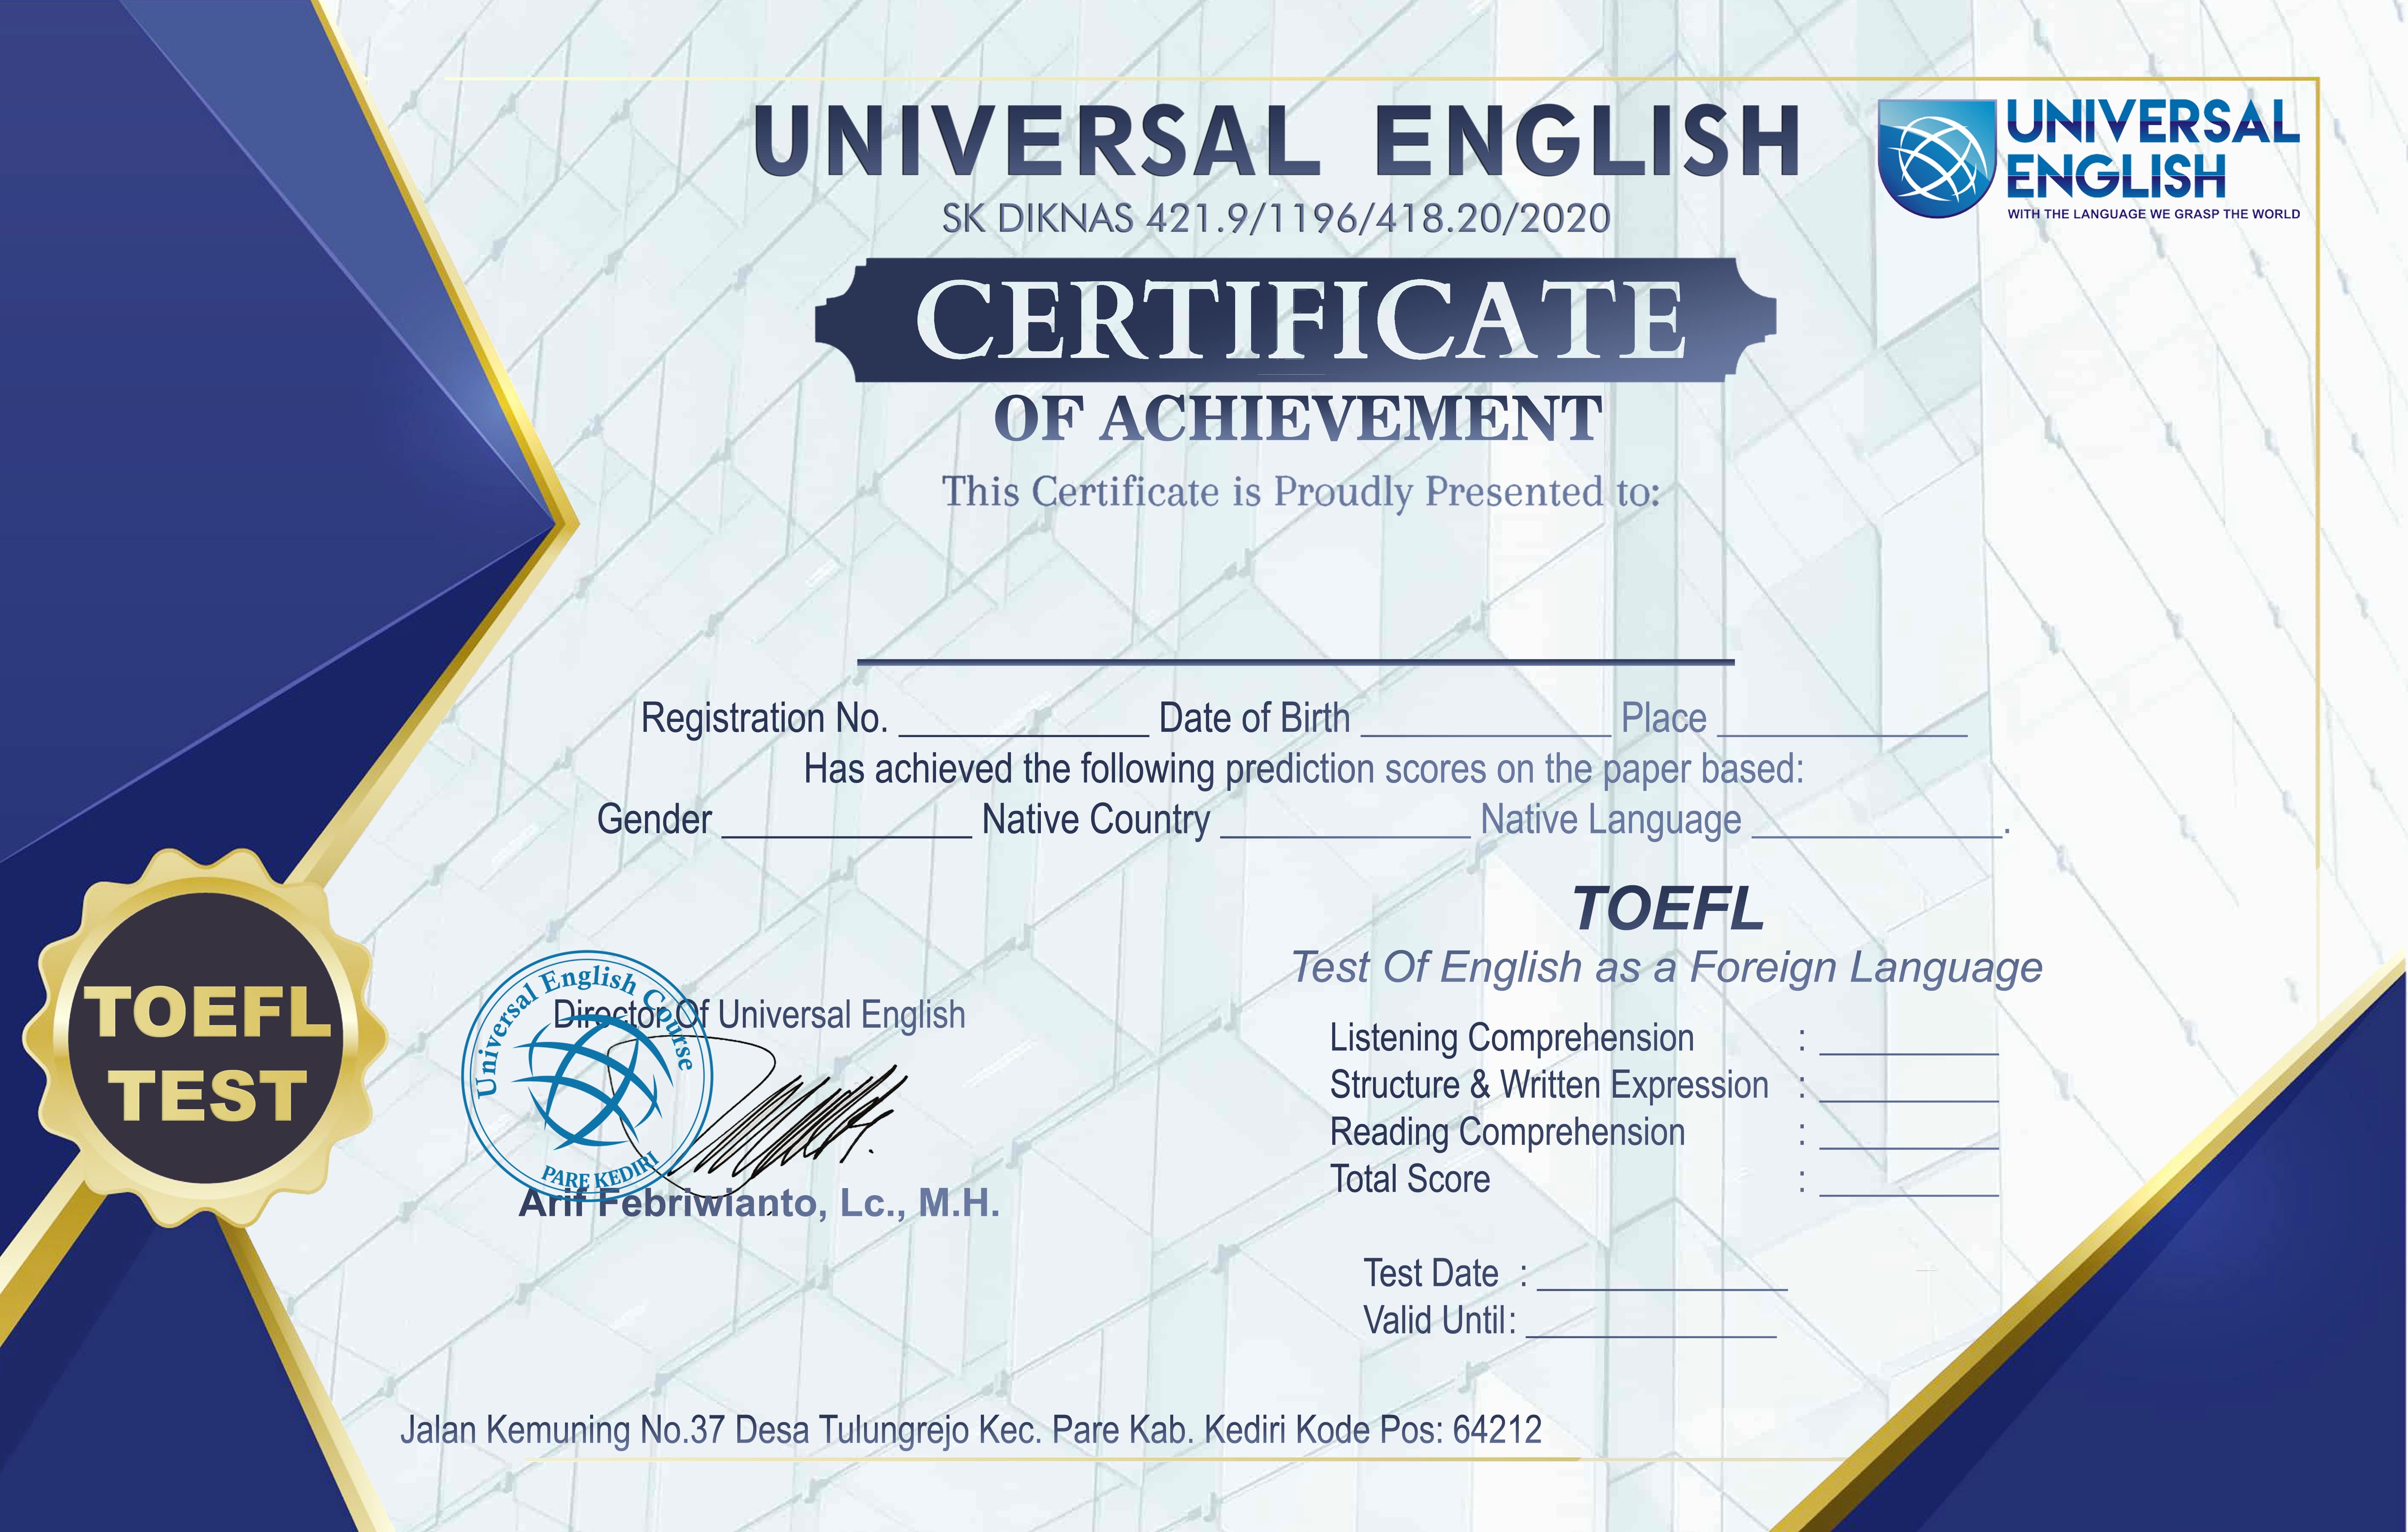 UNIVERSAL ENGLISH
SK DIKNAS 421.9/1196/418.20/2020
UNIVERSAL
ENGLISH
WITH THE LANGUAGE WE GRASP THE WORLD
CERTIFICATE
OF ACHIEVEMENT
This Certificate is Proudly Presented to:
Registration No. ____________ Date of Birth ____________ Place ____________
Has achieved the following prediction scores on the paper based:
Gender ____________ Native Country ____________ Native Language ____________.
TOEFL
TEST
Universal English Course
PARE KEDIRI
Director Of Universal English
Arif Febriwianto, Lc., M.H.
TOEFL
Test Of English as a Foreign Language
Listening Comprehension : _________
Structure & Written Expression : _________
Reading Comprehension : _________
Total Score : _________
Test Date : ____________
Valid Until: ____________
Jalan Kemuning No.37 Desa Tulungrejo Kec. Pare Kab. Kediri Kode Pos: 64212